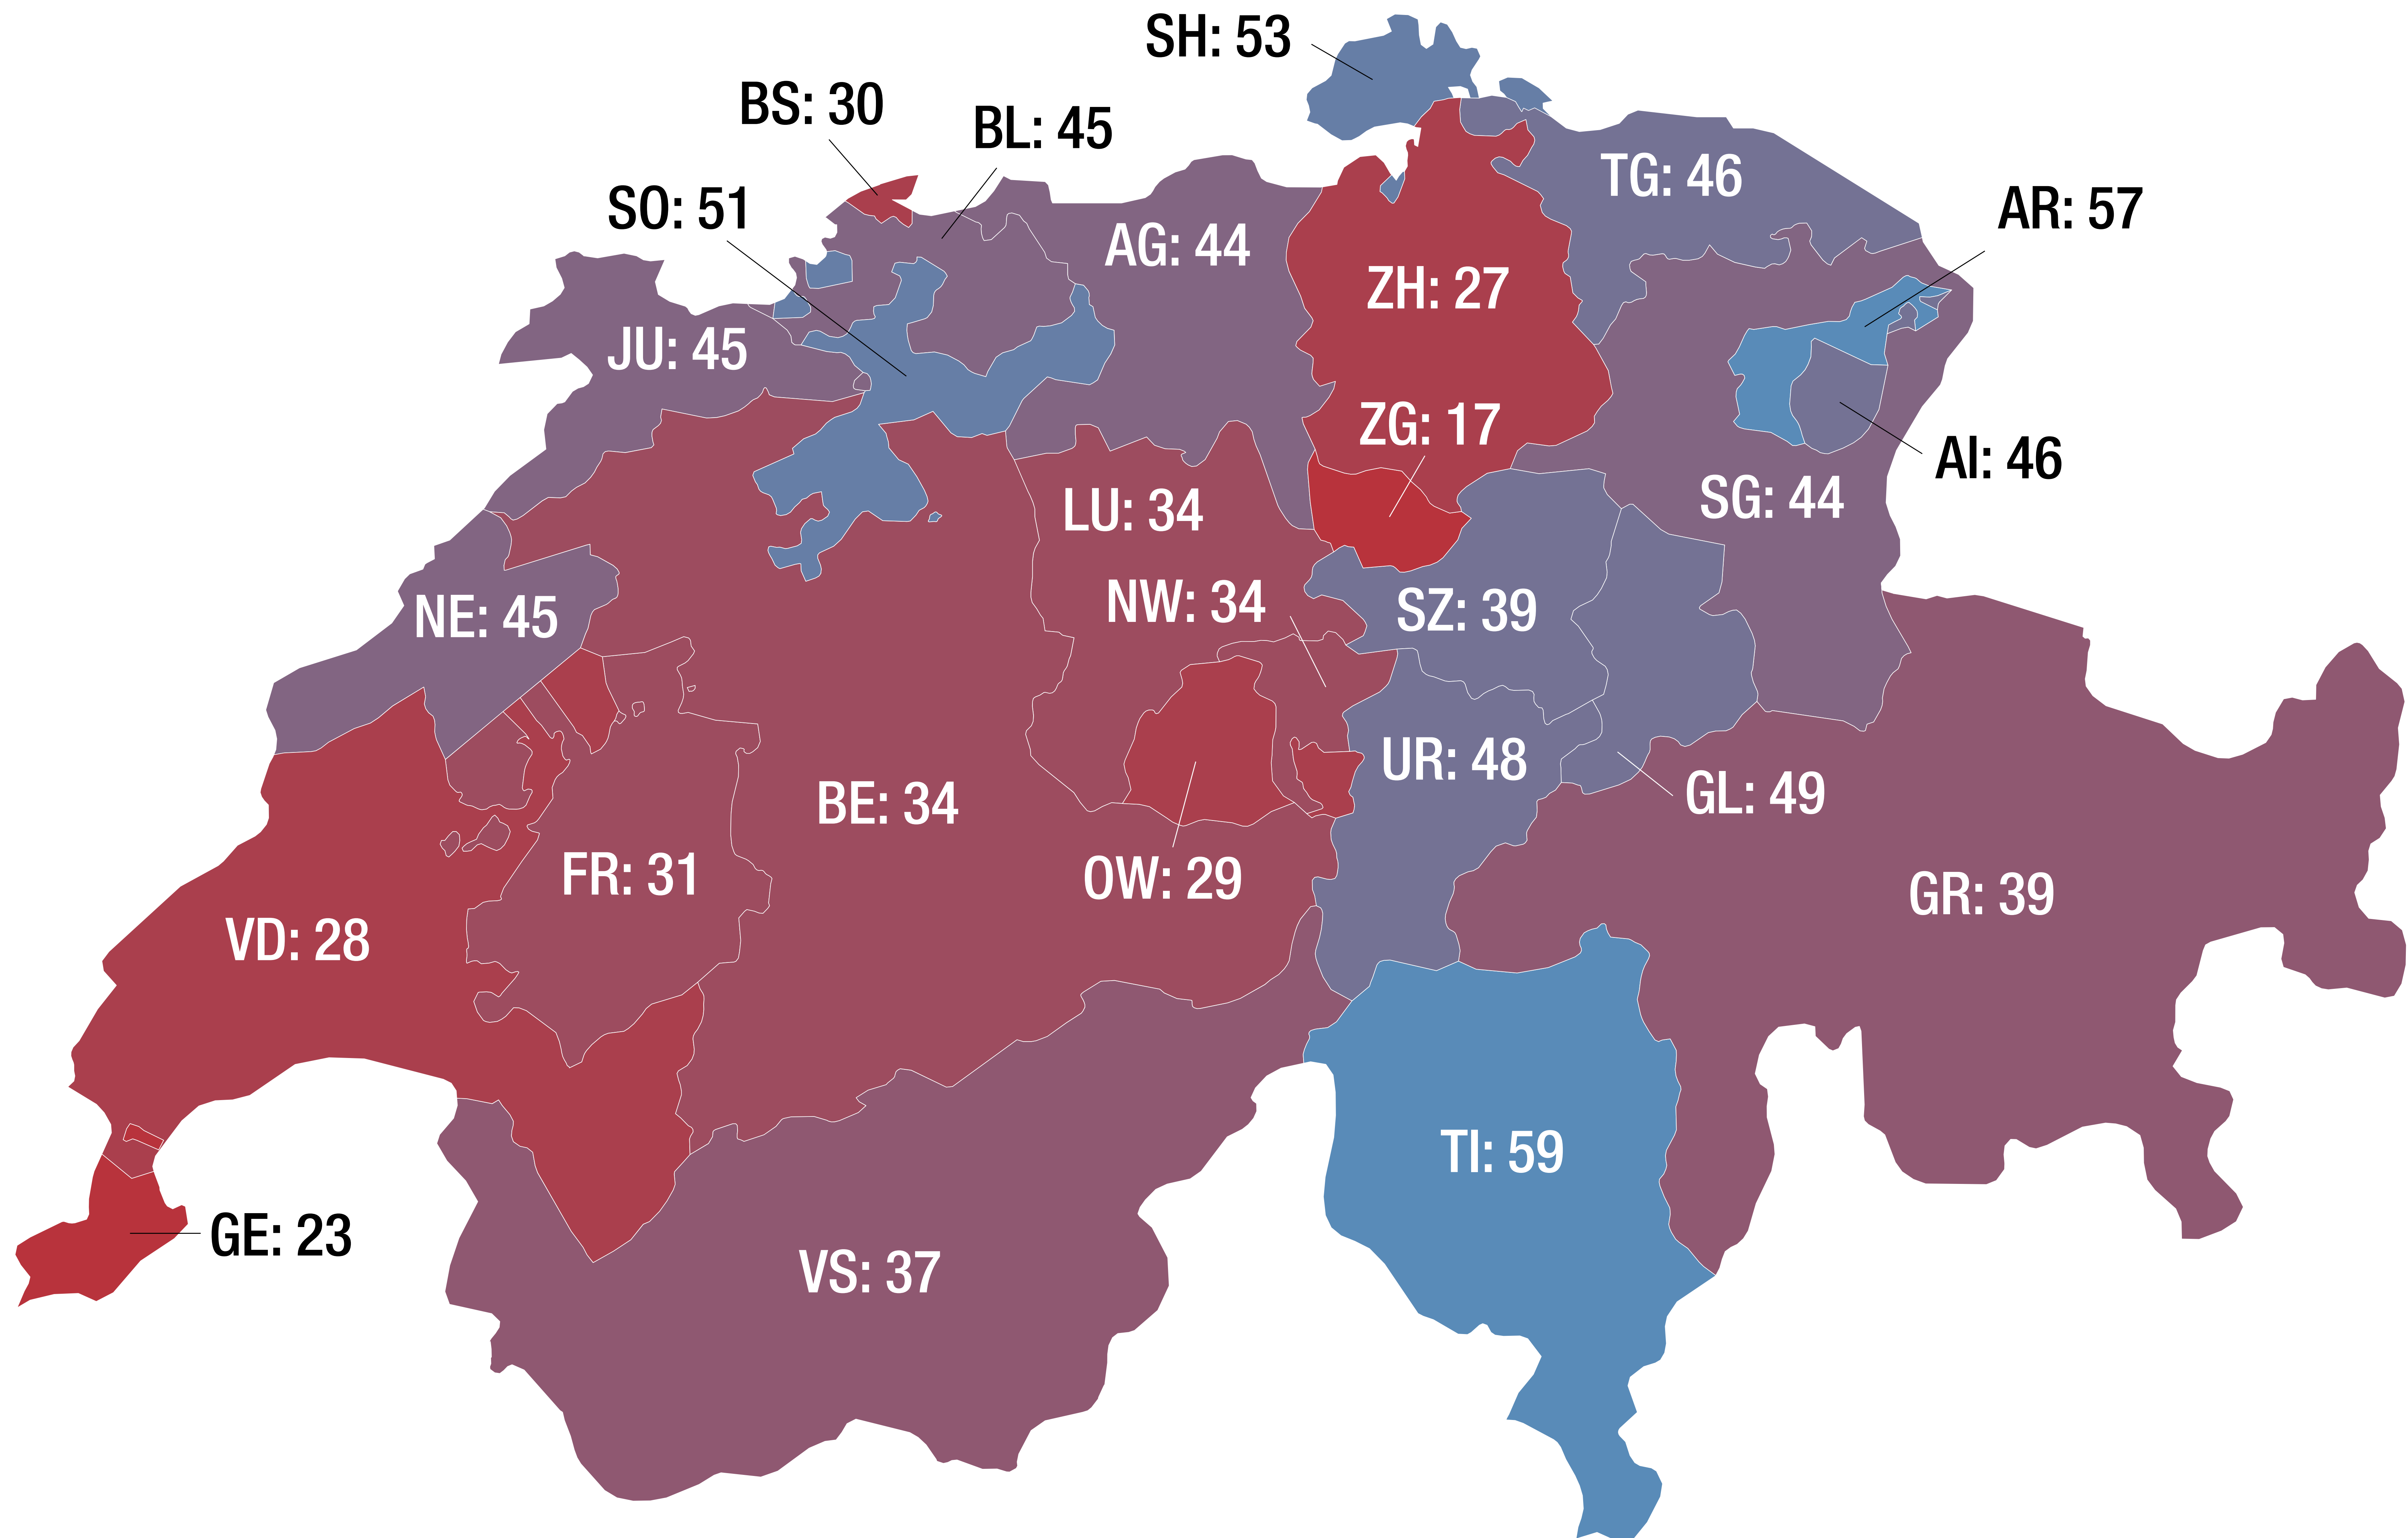 SH: 53
BS: 30
BL: 45
SO: 51
TG: 46
AR: 57
AG: 44
ZH: 27
JU: 45
ZG: 17
AI: 46
LU: 34
SG: 44
NW: 34
SZ: 39
NE: 45
UR: 48
GL: 49
BE: 34
FR: 31
OW: 29
GR: 39
VD: 28
TI: 59
GE: 23
VS: 37